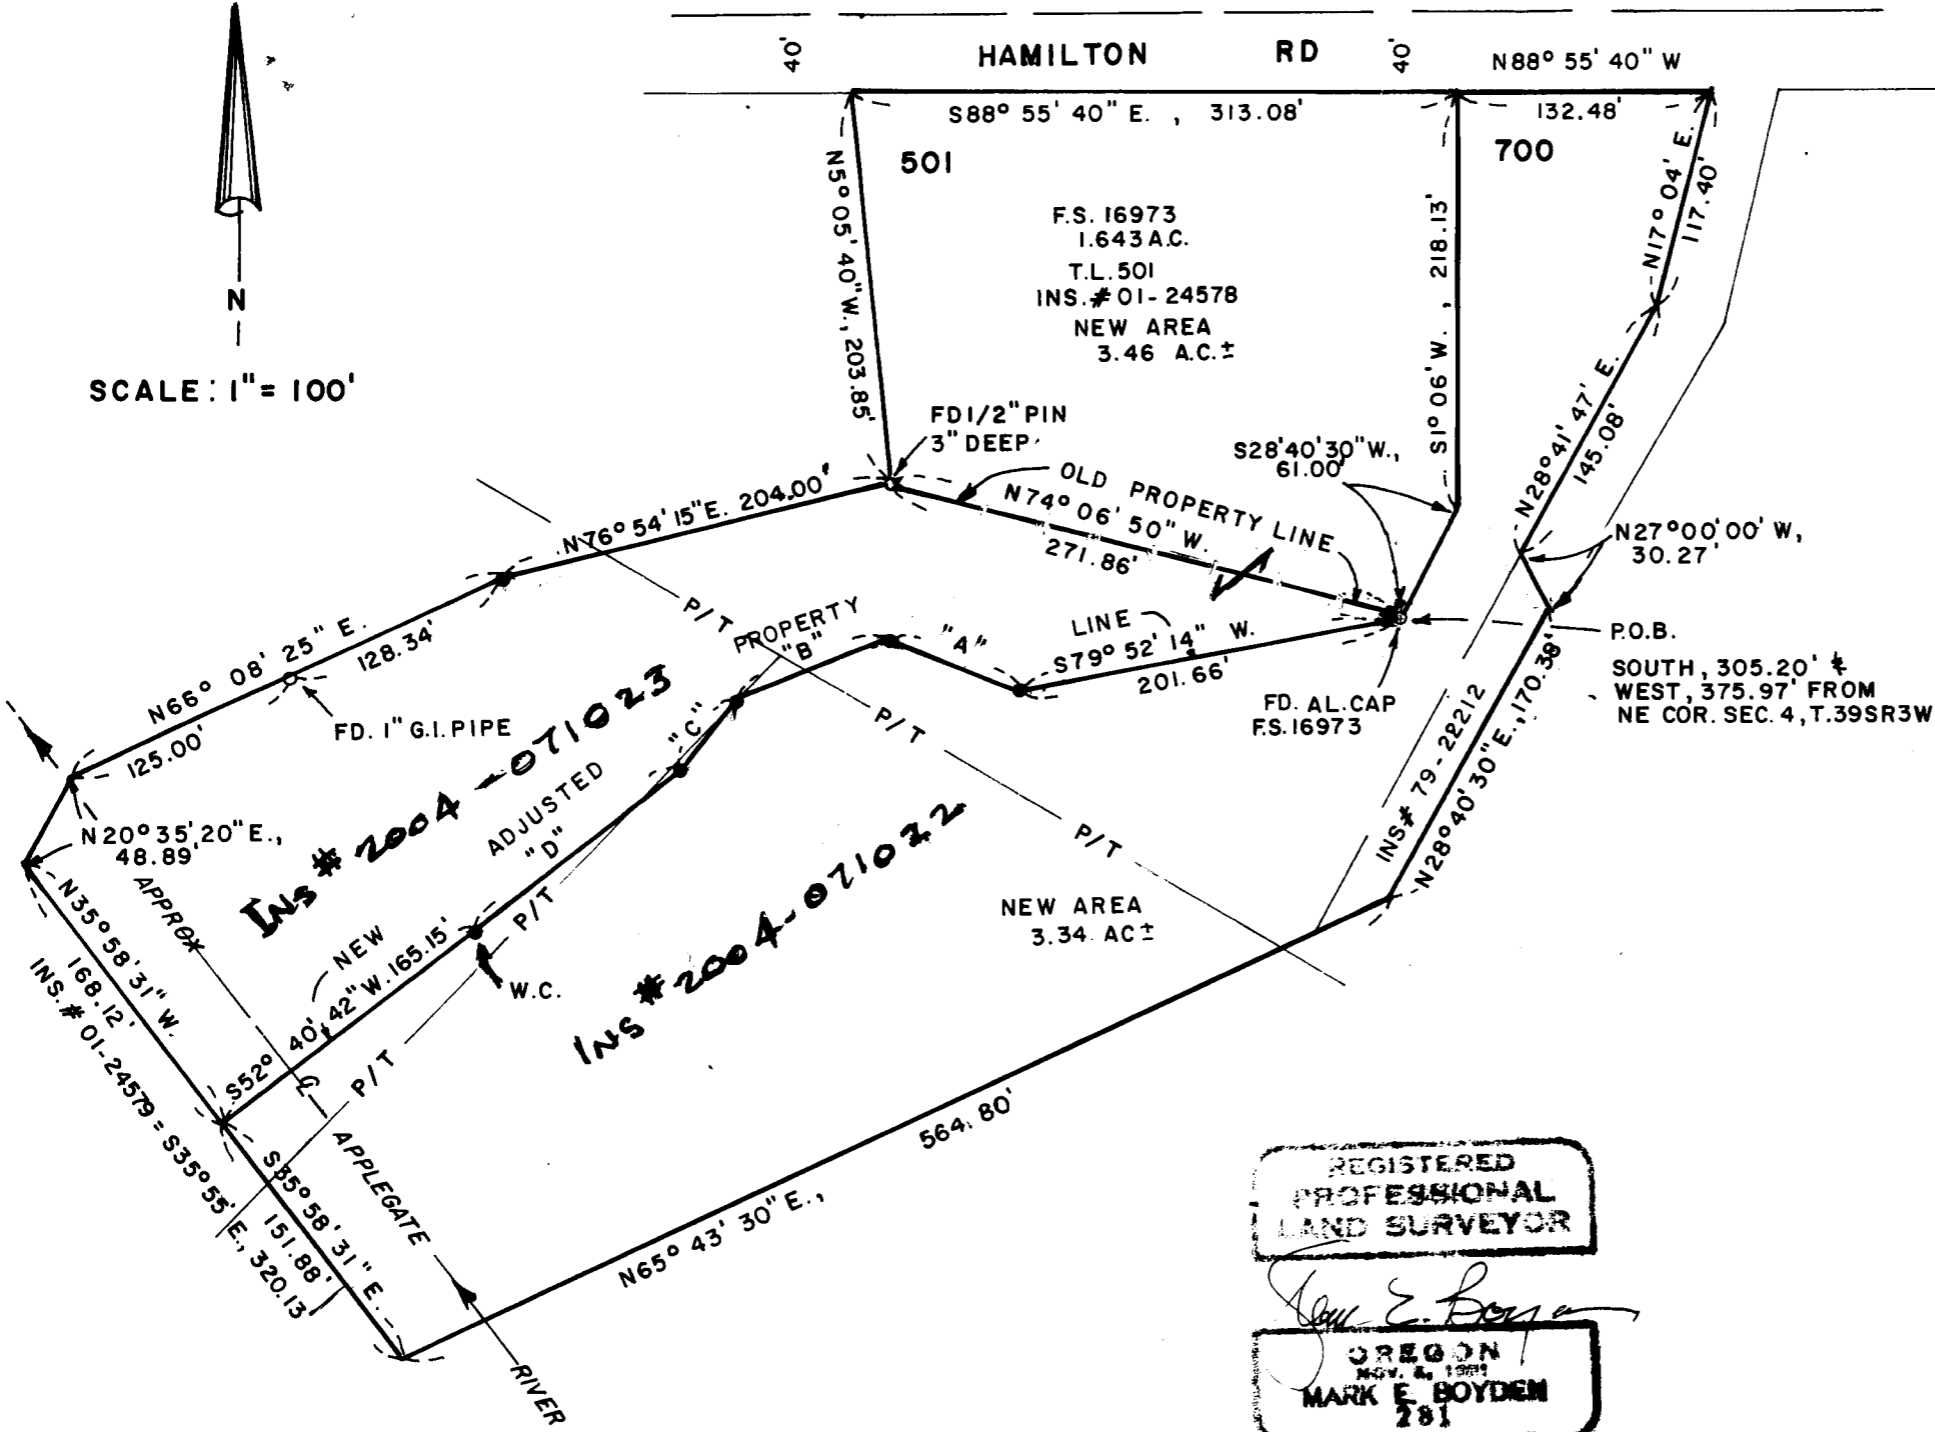 HAMILTON RD
40'
40'
N88° 55' 40" W
132.48'
S88° 55' 40" E. , 313.08'
501
700
N
SCALE: 1" = 100'
N5° 05' 40" W., 203.85'
F.S. 16973
1.643 A.C.
T.L. 501
INS. # 01-24578
NEW AREA
3.46 A.C. ±
S1° 06' W. , 218.13'
N17° 04' E.
117.40'
N28° 41' 47' E.
145.08'
FD 1/2" PIN
3" DEEP
S28°40'30" W.,
61.00'
OLD PROPERTY LINE
N74° 06' 50" W.
271.86'
N27°00'00' W,
30.27'
N76° 54' 15" E. 204.00'
N66° 08' 25" E.
128.34'
125.00'
FD. 1" G.I. PIPE
P/T
P/T
P/T
P/T
P/T
NEW
ADJUSTED
PROPERTY
LINE
"A"
"B"
"C"
"D"
S79° 52' 14" W.
201.66'
P.O.B.
SOUTH, 305.20' &
WEST, 375.97' FROM
NE COR. SEC. 4, T.39SR3W
FD. AL. CAP
F.S. 16973
INS# 79-22212
N28°40'30" E., 170.38'
INS # 2004-071023
INS # 2004-071022
N20°35'20" E.,
48.89'
N35°58'31" W.
168.12'
S52° 40' 42" W. 165.15'
W.C.
NEW AREA
3.34 AC ±
INS. # 01-24579 = S35°55' E., 320.13'
S35°58'31" E.
151.88'
APPROX ℄ APPLEGATE RIVER
N65° 43' 30" E.,
564.80'
REGISTERED
PROFESSIONAL
LAND SURVEYOR
OREGON
MARK E. BOYDEN
281